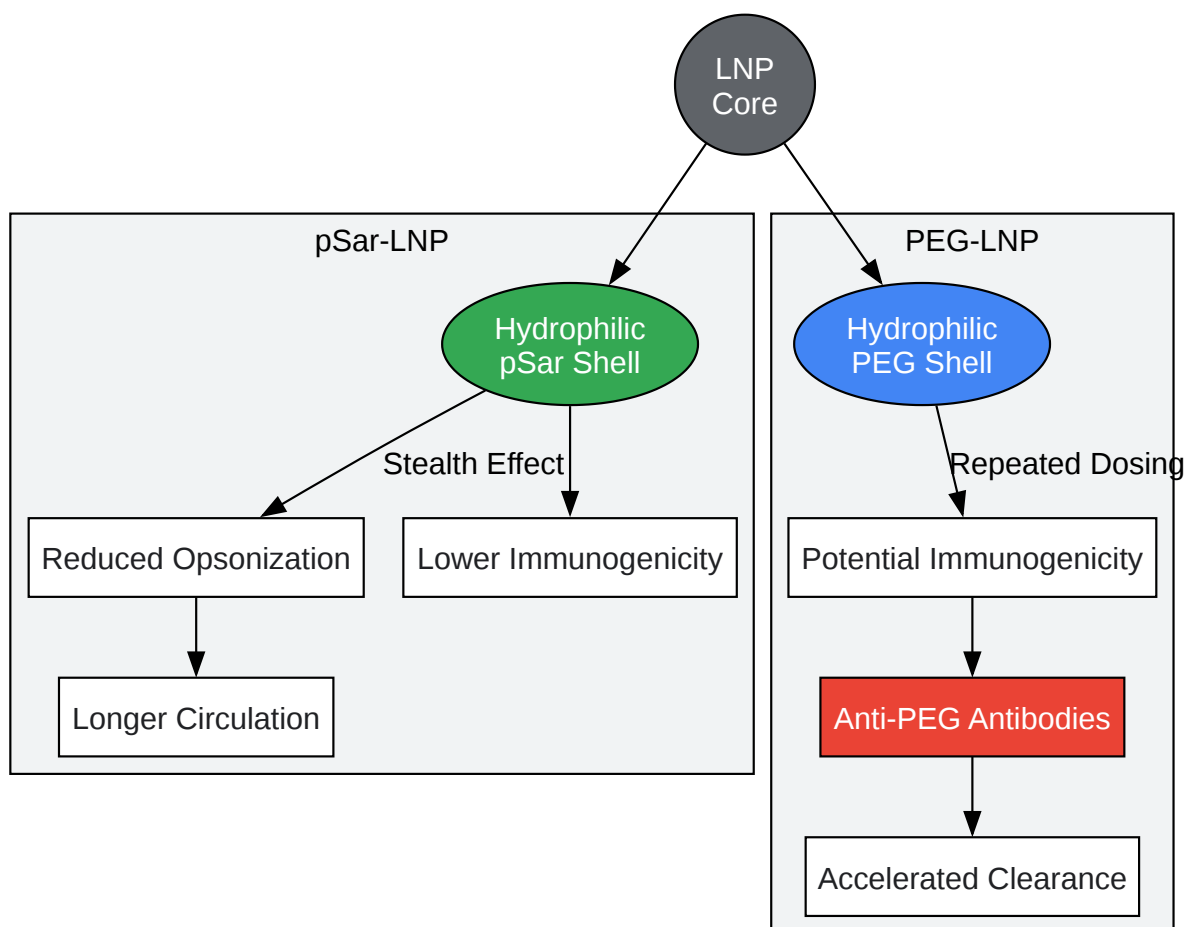 LNP
Core
pSar-LNP
PEG-LNP
Hydrophilic
pSar Shell
Hydrophilic
PEG Shell
Stealth Effect
Repeated Dosing
Reduced Opsonization
Lower Immunogenicity
Potential Immunogenicity
Longer Circulation
Anti-PEG Antibodies
Accelerated Clearance